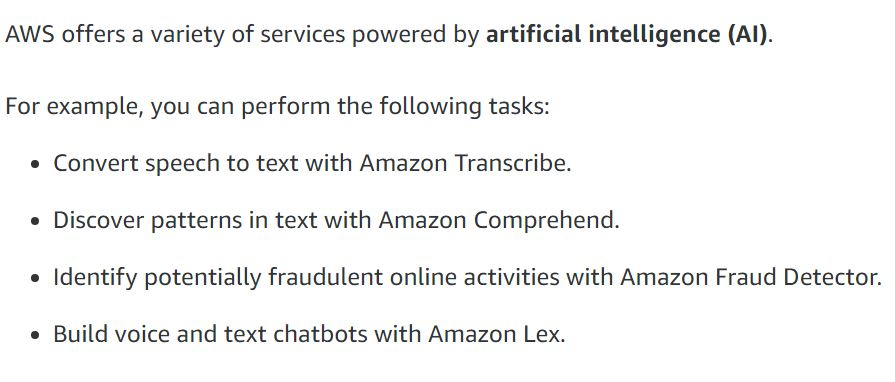 AWS offers a variety of services powered by artificial intelligence (AI).
For example, you can perform the following tasks:
• Convert speech to text with Amazon Transcribe.
• Discover patterns in text with Amazon Comprehend.
• Identify potentially fraudulent online activities with Amazon Fraud Detector.
• Build voice and text chatbots with Amazon Lex.